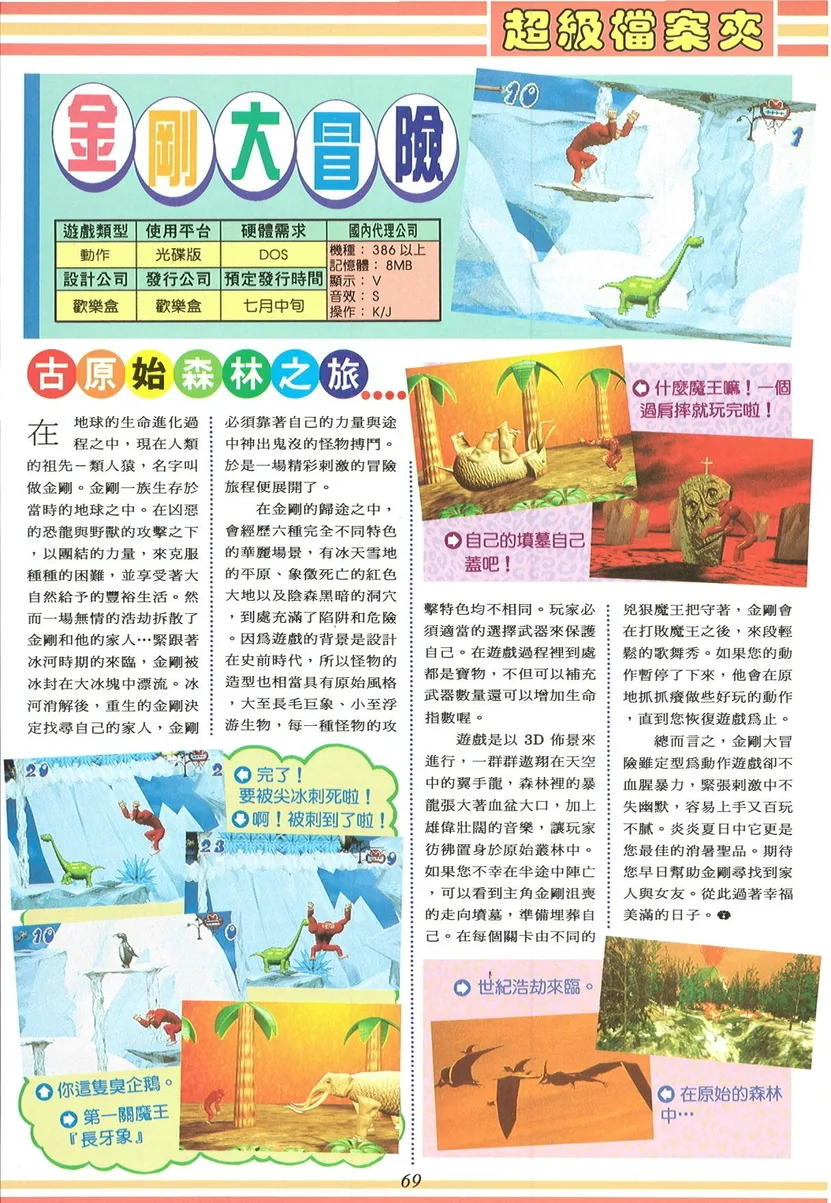 超級檔案夾
金剛大冒險
遊戲類型 使用平台 硬體需求 國內代理公司
動作 光碟版 DOS
設計公司 發行公司 預定發行時間
歡樂盒 歡樂盒 七月中旬
機種：386以上
記憶體：8MB
顯示：V
音效：S
操作：K/J
10
1
古原始森林之旅……
在地球的生命進化過
程之中，現在人類
的祖先－類人猿，名字叫
做金剛。金剛一族生存於
當時的地球之中。在凶惡
的恐龍與野獸的攻擊之下
，以團結的力量，來克服
種種的困難，並享受著大
自然給予的豐裕生活。然
而一場無情的浩劫拆散了
金剛和他的家人…緊跟著
冰河時期的來臨，金剛被
冰封在大冰塊中漂流。冰
河消解後，重生的金剛決
定找尋自己的家人，金剛
必須靠著自己的力量與途
中神出鬼沒的怪物搏鬥。
於是一場精彩刺激的冒險
旅程便展開了。
在金剛的歸途之中，
會經歷六種完全不同特色
的華麗場景，有冰天雪地
的平原、象徵死亡的紅色
大地以及陰森黑暗的洞穴
，到處充滿了陷阱和危險
。因為遊戲的背景是設計
在史前時代，所以怪物的
造型也相當具有原始風格
，大至長毛巨象、小至浮
游生物，每一種怪物的攻
什麼魔王嘛！一個
過肩摔就玩完啦！
自己的墳墓自己
蓋吧！
擊特色均不相同。玩家必
須適當的選擇武器來保護
自己。在遊戲過程裡到處
都是寶物，不但可以補充
武器數量還可以增加生命
指數喔。
遊戲是以 3D 佈景來
進行，一群群遨翔在天空
中的翼手龍，森林裡的暴
龍張大著血盆大口，加上
雄偉壯闊的音樂，讓玩家
彷彿置身於原始叢林中。
如果您不幸在半途中陣亡
，可以看到主角金剛沮喪
的走向墳墓，準備埋葬自
己。在每個關卡由不同的
兇狠魔王把守著，金剛會
在打敗魔王之後，來段輕
鬆的歌舞秀。如果您的動
作暫停了下來，他會在原
地抓抓癢做些好玩的動作
，直到您恢復遊戲為止。
總而言之，金剛大冒
險雖定型為動作遊戲卻不
血腥暴力，緊張刺激中不
失幽默，容易上手又百玩
不膩。炎炎夏日中它更是
您最佳的消暑聖品。期待
您早日幫助金剛尋找到家
人與女友。從此過著幸福
美滿的日子。
20
2
完了！
要被尖冰刺死啦！
啊！被刺到了啦！
23
9
10
0
你這隻臭企鵝。
第一關魔王
『長牙象』
世紀浩劫來臨。
在原始的森林
中…
69